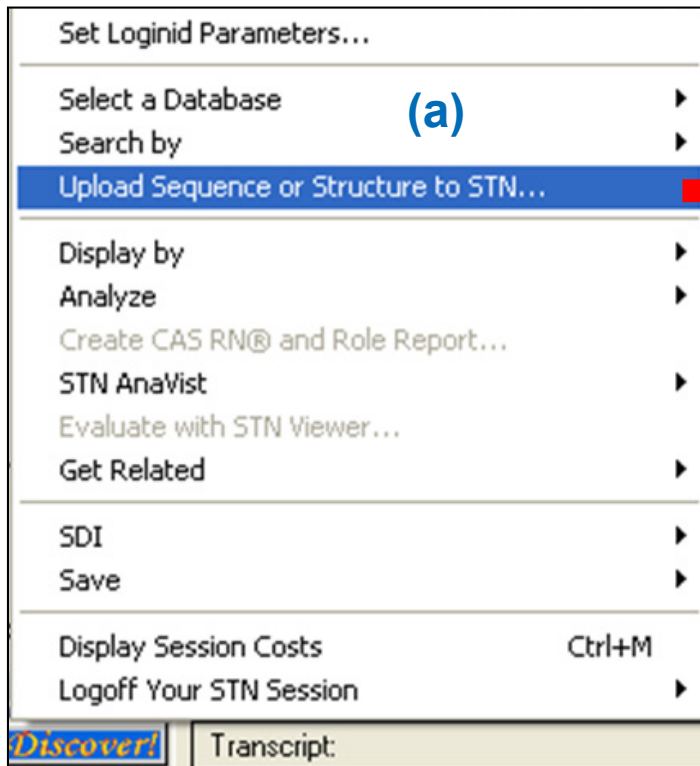 Set Loginid Parameters...
Select a Database
(a)
Search by
Upload Sequence or Structure to STN...
Display by
Analyze
Create CAS RN® and Role Report...
STN AnaVist
Evaluate with STN Viewer...
Get Related
SDI
Save
Display Session Costs Ctrl+M
Logoff Your STN Session
Discover! Transcript: